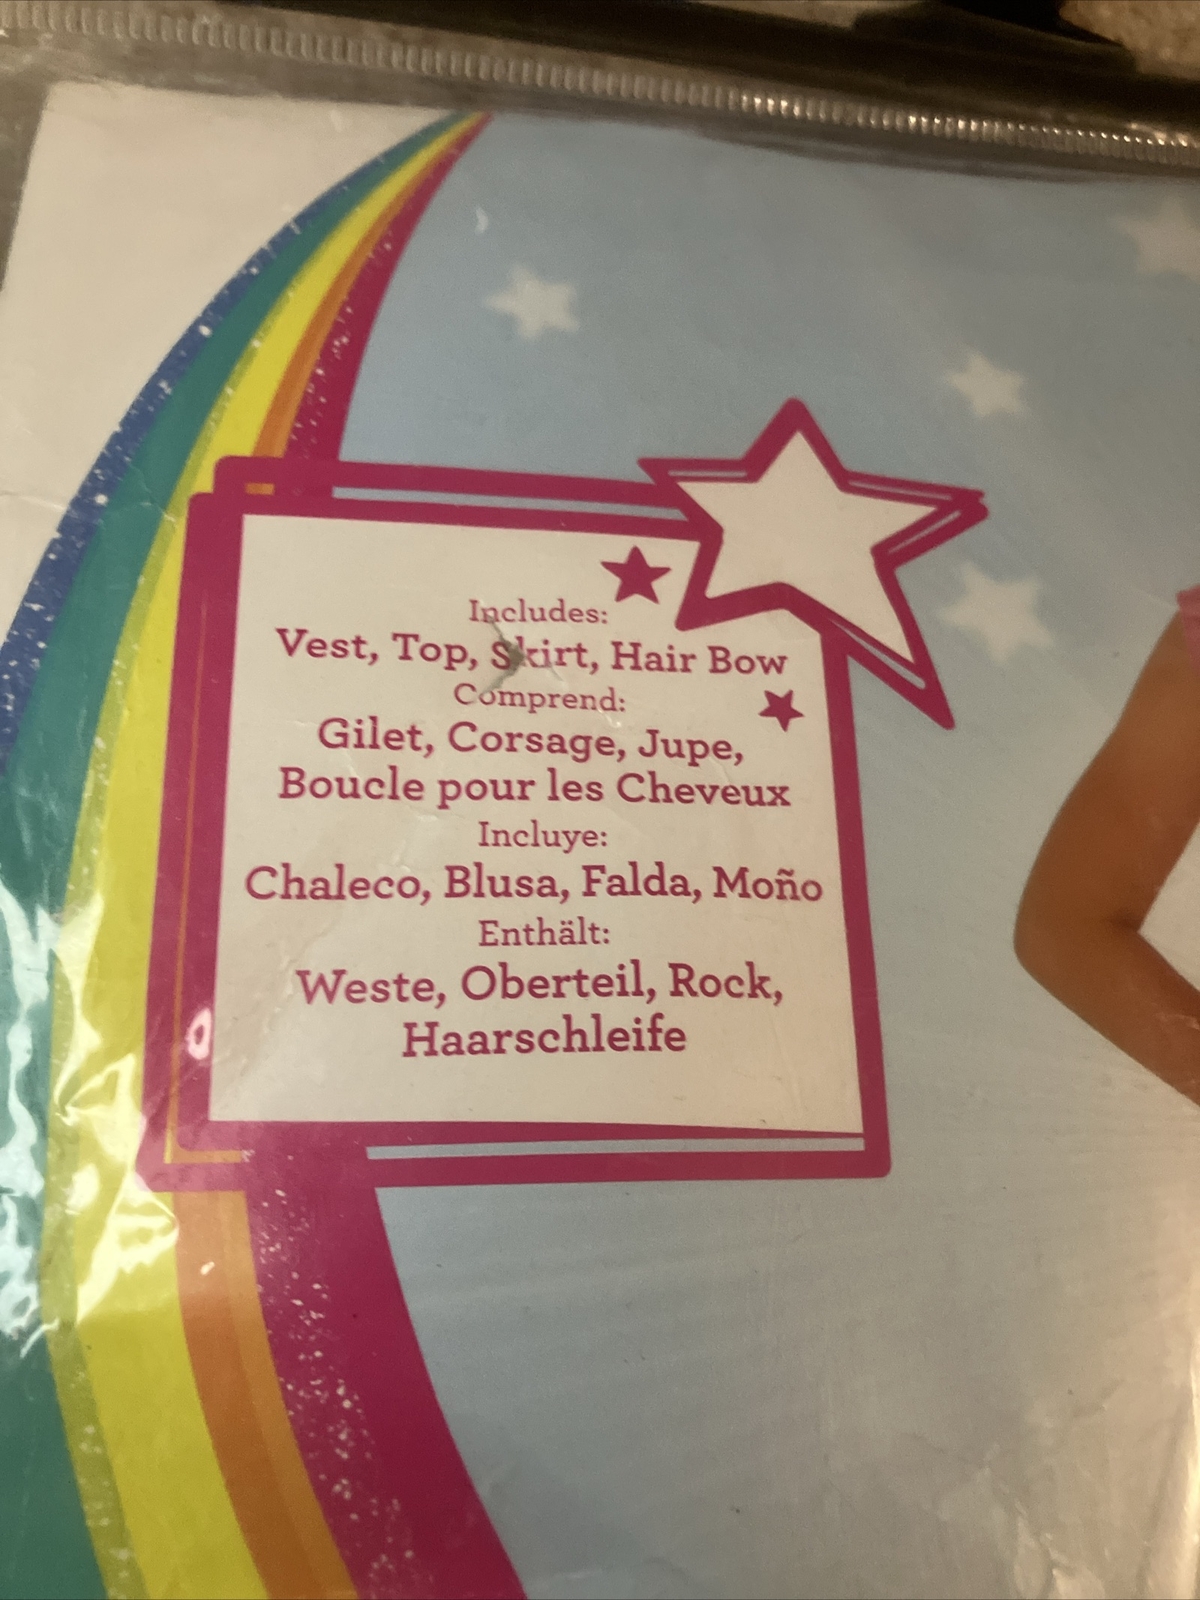 Includes:
Vest, Top, Skirt, Hair Bow
Comprend:
Gilet, Corsage, Jupe,
Boucle pour les Cheveux
Incluye:
Chaleco, Blusa, Falda, Moño
Enthält:
Weste, Oberteil, Rock,
Haarschleife